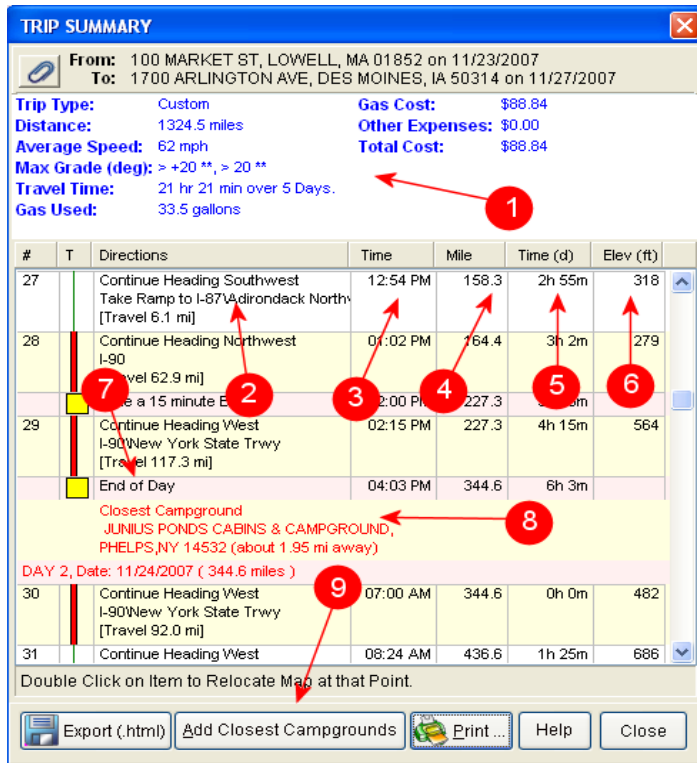 TRIP SUMMARY
From: 100 MARKET ST, LOWELL, MA 01852 on 11/23/2007
To: 1700 ARLINGTON AVE, DES MOINES, IA 50314 on 11/27/2007
Trip Type: Custom Gas Cost: $88.84
Distance: 1324.5 miles Other Expenses: $0.00
Average Speed: 62 mph Total Cost: $88.84
Max Grade (deg): > +20 **, > 20 **
Travel Time: 21 hr 21 min over 5 Days.
Gas Used: 33.5 gallons
1
# T Directions Time Mile Time (d) Elev (ft)
27 Continue Heading Southwest 12:54 PM 158.3 2h 55m 318
Take Ramp to I-87\Adirondack Northw
[Travel 6.1 mi]
28 Continue Heading Northwest 01:02 PM 164.4 3h 2m 279
I-90
62.9 mi]
7 2 3 4 5 6
a 15 minute 227.3
29 Continue Heading West 02:15 PM 227.3 4h 15m 564
I-90\New York State Trwy
[Travel 117.3 mi]
End of Day 04:03 PM 344.6 6h 3m
Closest Campground
JUNIUS PONDS CABINS & CAMPGROUND,
PHELPS,NY 14532 (about 1.95 mi away)
8
DAY 2, Date: 11/24/2007 ( 344.6 miles )
9
30 Continue Heading West 07:00 AM 344.6 0h 0m 482
I-90\New York State Trwy
[Travel 92.0 mi]
31 Continue Heading West 08:24 AM 436.6 1h 25m 686
Double Click on Item to Relocate Map at that Point.
Export (.html) Add Closest Campgrounds Print ... Help Close